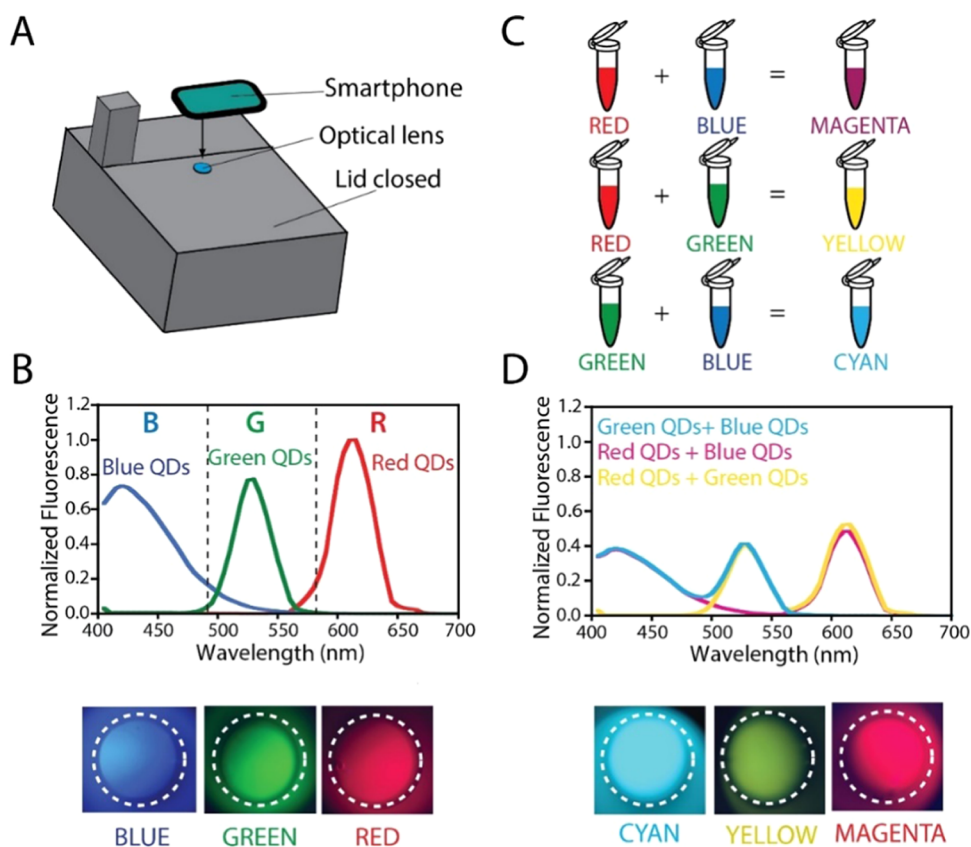 A
Smartphone
Optical lens
Lid closed
C
+ =
RED BLUE MAGENTA
+ =
RED GREEN YELLOW
+ =
GREEN BLUE CYAN
B
Normalized Fluorescence
1.2
1.0
0.8
0.6
0.4
0.2
0.0
B G R
Blue QDs Green QDs Red QDs
400 450 500 550 600 650 700
Wavelength (nm)
BLUE GREEN RED
D
Normalized Fluorescence
1.2
1.0
0.8
0.6
0.4
0.2
0.0
Green QDs+ Blue QDs
Red QDs + Blue QDs
Red QDs + Green QDs
400 450 500 550 600 650 700
Wavelength (nm)
CYAN YELLOW MAGENTA